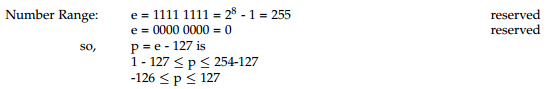 Number Range: e = 1111 1111 = 2⁸ - 1 = 255 reserved
e = 0000 0000 = 0 reserved
so, p = e - 127 is
1 - 127 ≤ p ≤ 254-127
-126 ≤ p ≤ 127